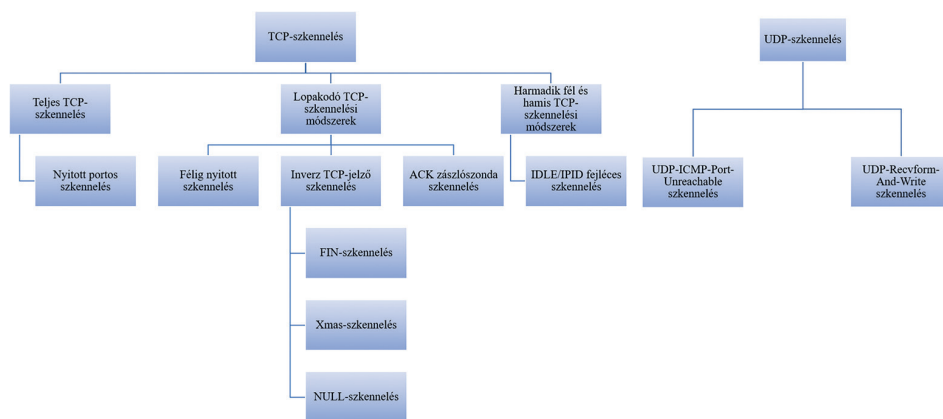 TCP-szkennelés
UDP-szkennelés
Teljes TCP-
szkennelés
Lopakodó TCP-
szkennelési
módszerek
Harmadik fél és
hamis TCP-
szkennelési
módszerek
Nyitott portos
szkennelés
Félig nyitott
szkennelés
Inverz TCP-jelző
szkennelés
ACK zászlószonda
szkennelés
IDLE/IPID fejléces
szkennelés
UDP-ICMP-Port-
Unreachable
szkennelés
UDP-Recvform-
And-Write
szkennelés
FIN-szkennelés
Xmas-szkennelés
NULL-szkennelés